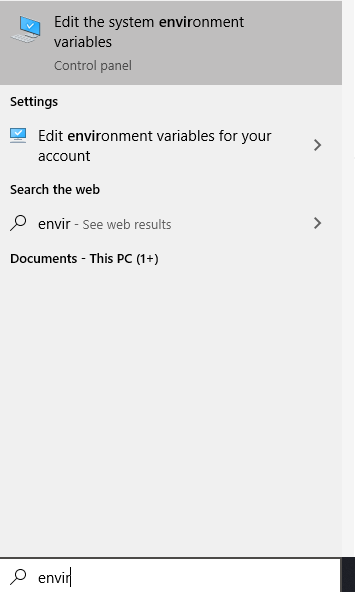 Edit the system environment
variables
Control panel
Settings
Edit environment variables for your
account
Search the web
envir - See web results
Documents - This PC (1+)
envir